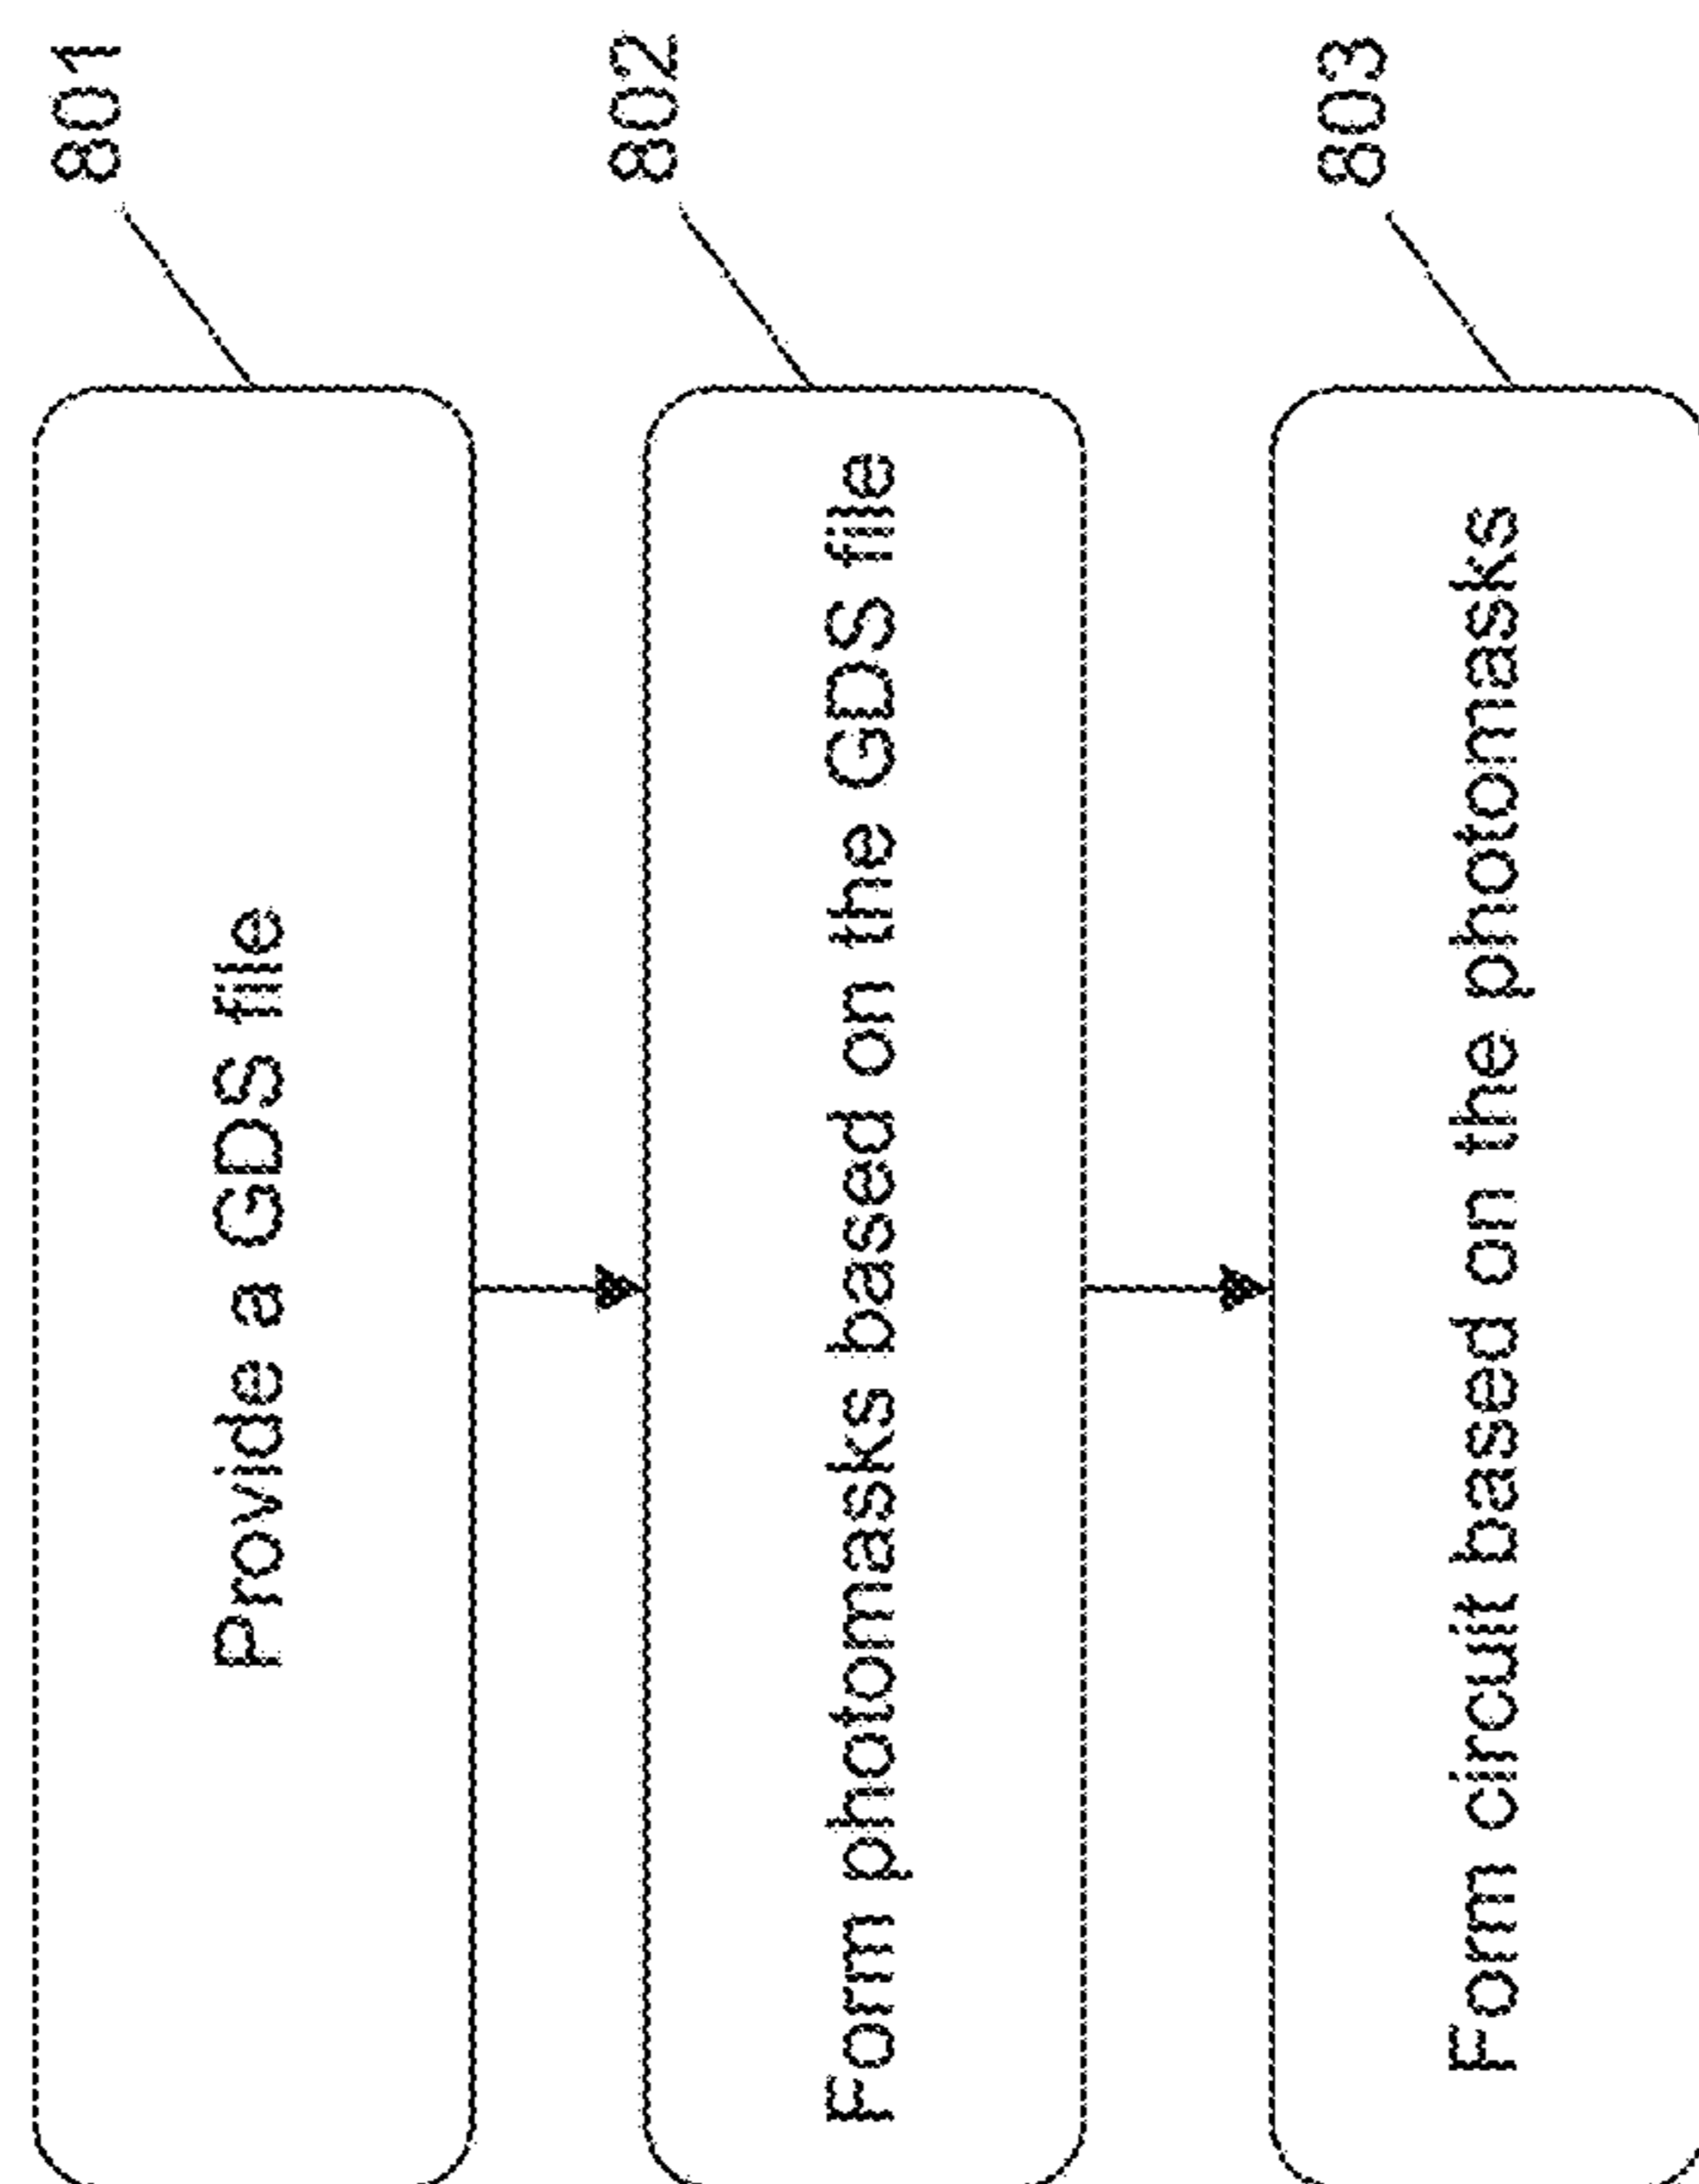 801
Provide a GDS file
802
Form photomasks based on the GDS file
803
Form circuit based on the photomasks